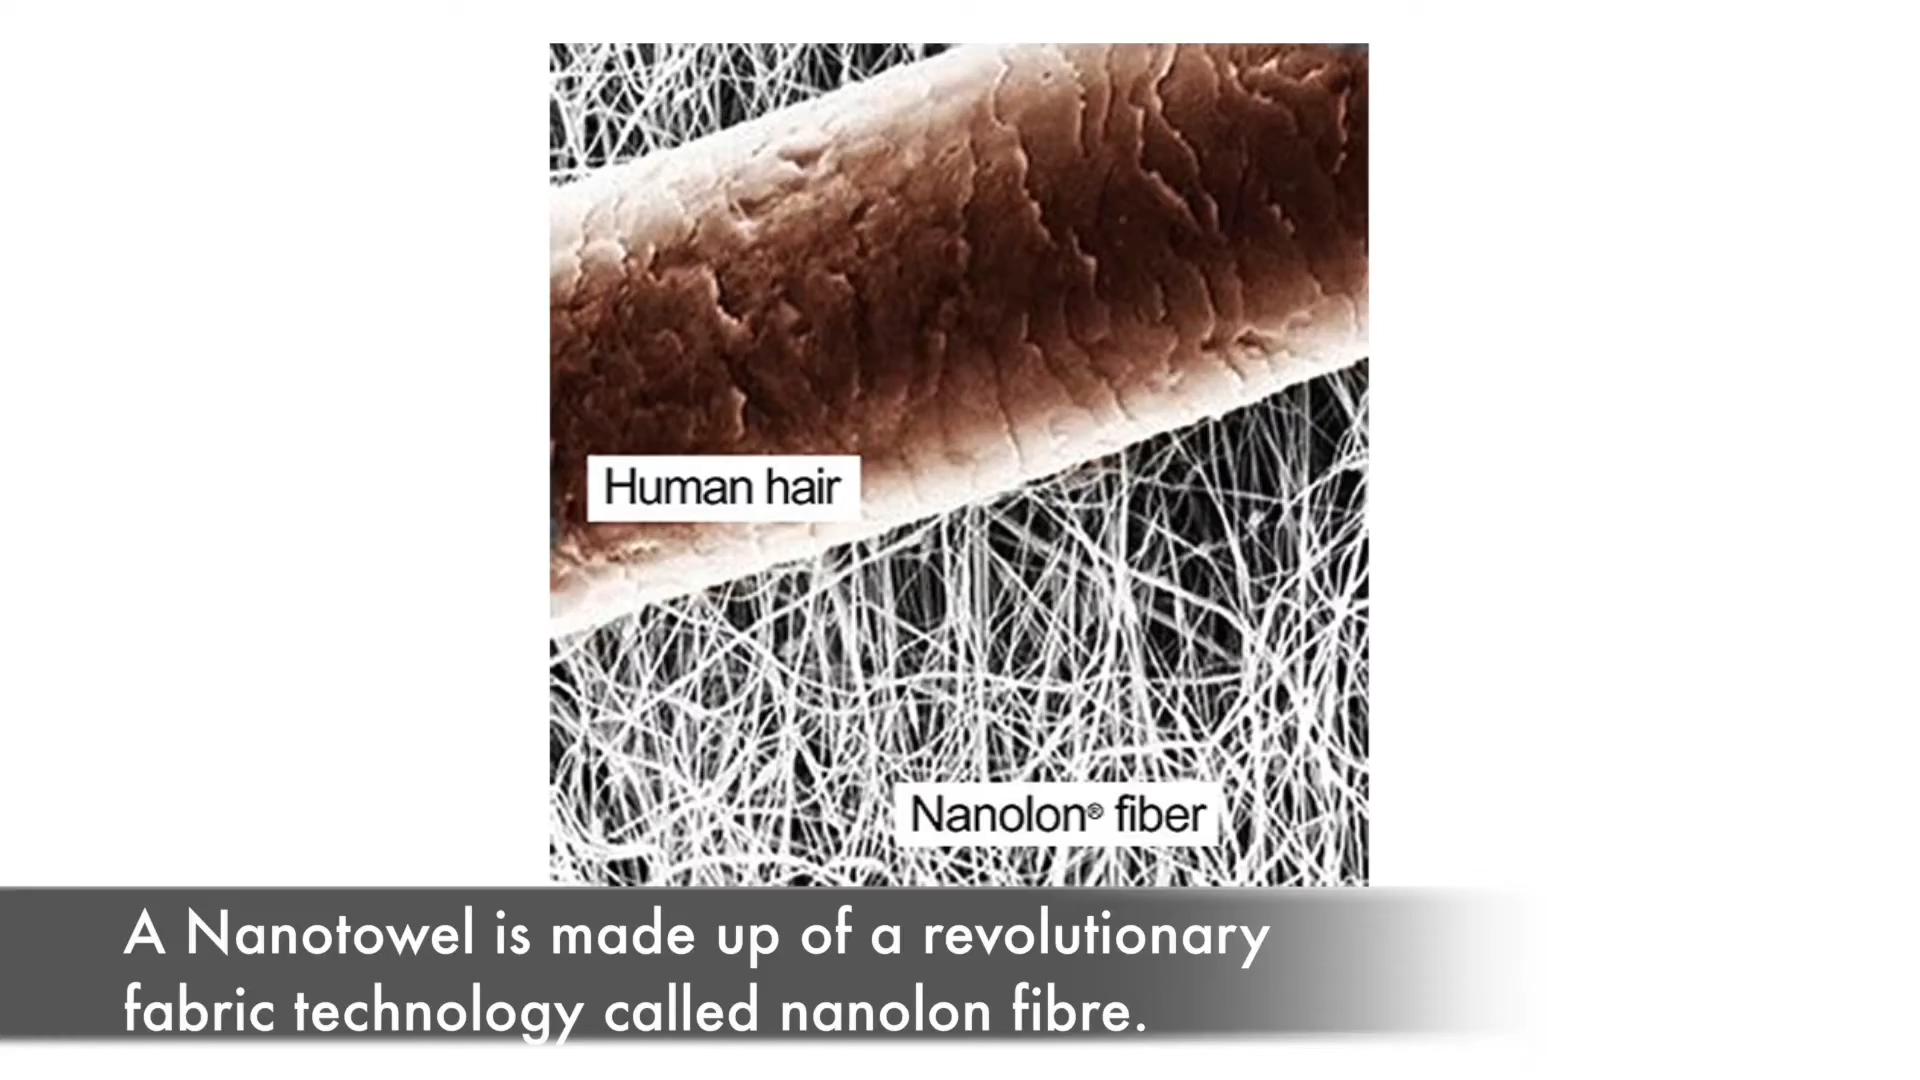 Human hair
Nanolon® fiber
A Nanotowel is made up of a revolutionary
fabric technology called nanolon fibre.